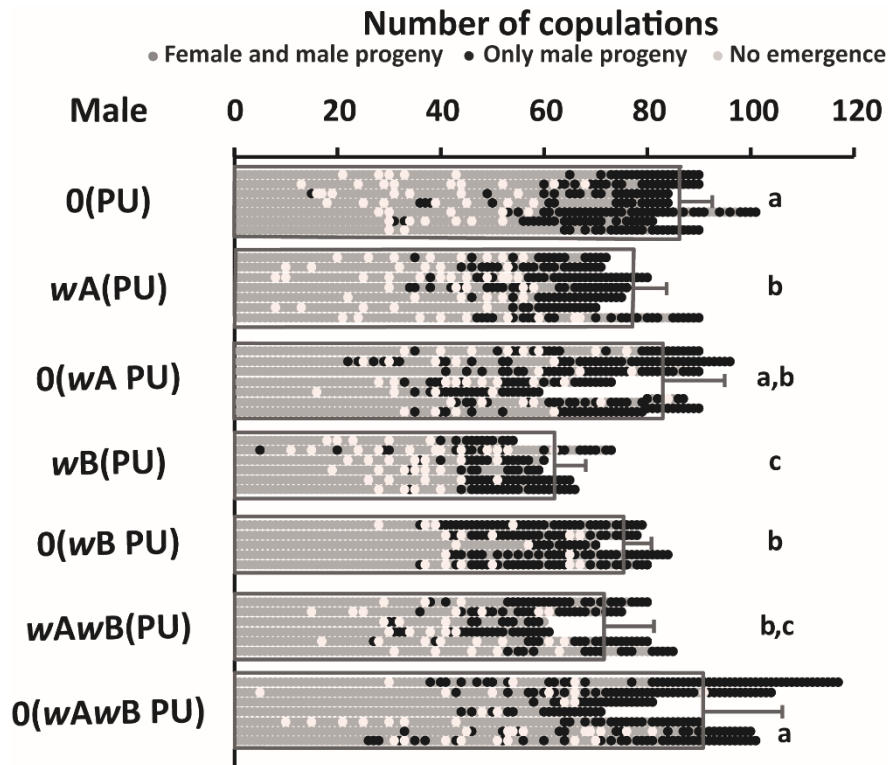 Number of copulations
● Female and male progeny ● Only male progeny ● No emergence
Male 0 20 40 60 80 100 120
0(PU) a
wA(PU) b
0(wA PU) a,b
wB(PU) c
0(wB PU) b
wAwB(PU) b,c
0(wAwB PU) a